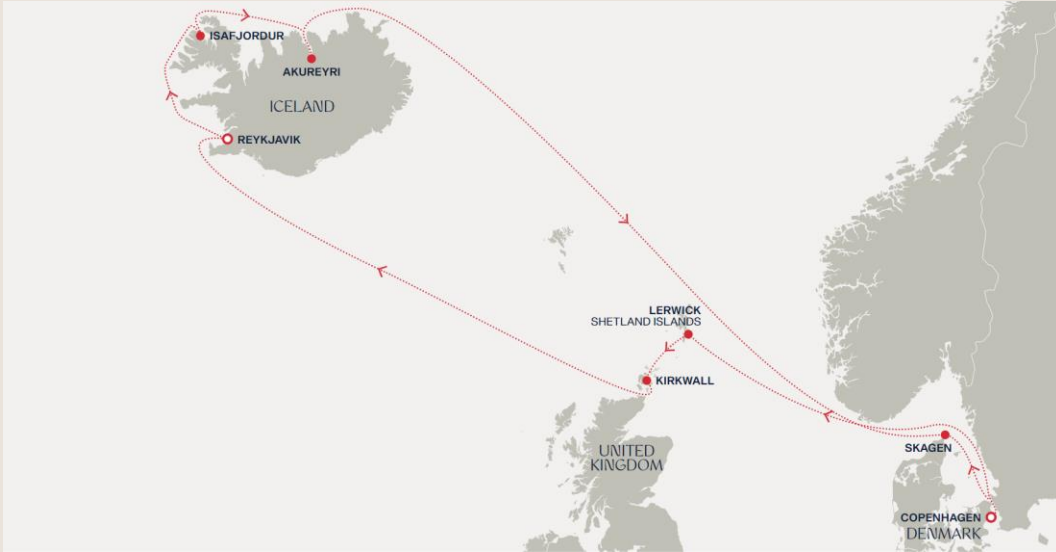 ISAFJORDUR
AKUREYRI
ICELAND
REYKJAVIK
LERWICK
SHETLAND ISLANDS
KIRKWALL
UNITED
KINGDOM
SKAGEN
COPENHAGEN
DENMARK